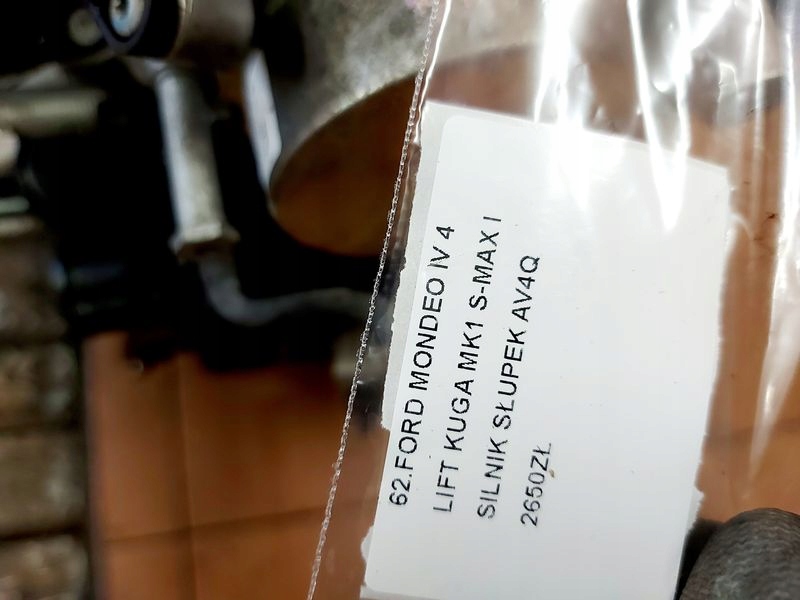 62.FORD MONDEO IV 4
LIFT KUGA MK1 S-MAX I
SILNIK SŁUPEK AV4Q
2650ZŁ